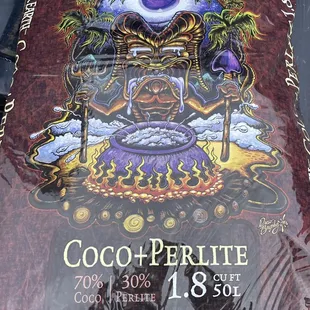 COCO+PERLITE
70% | 30%
COCO | PERLITE
1.8 CU FT
50L